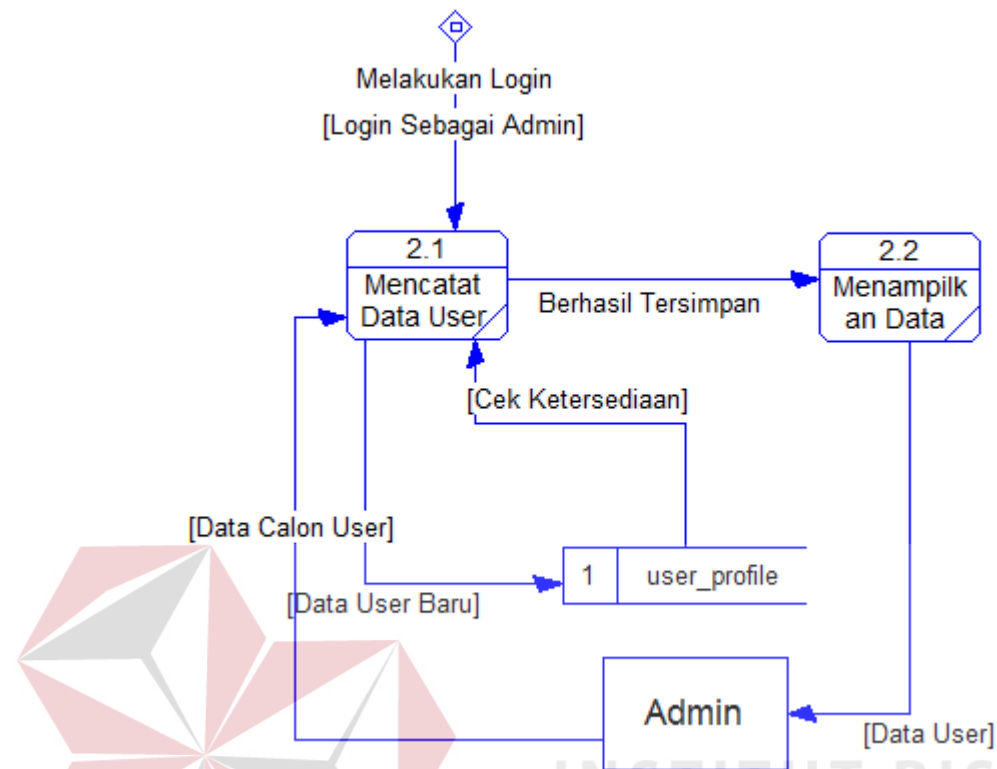 Melakukan Login
[Login Sebagai Admin]
2.1
Mencatat
Data User
Berhasil Tersimpan
2.2
Menampilk
an Data
[Cek Ketersediaan]
[Data Calon User]
1 user_profile
[Data User Baru]
Admin
[Data User]